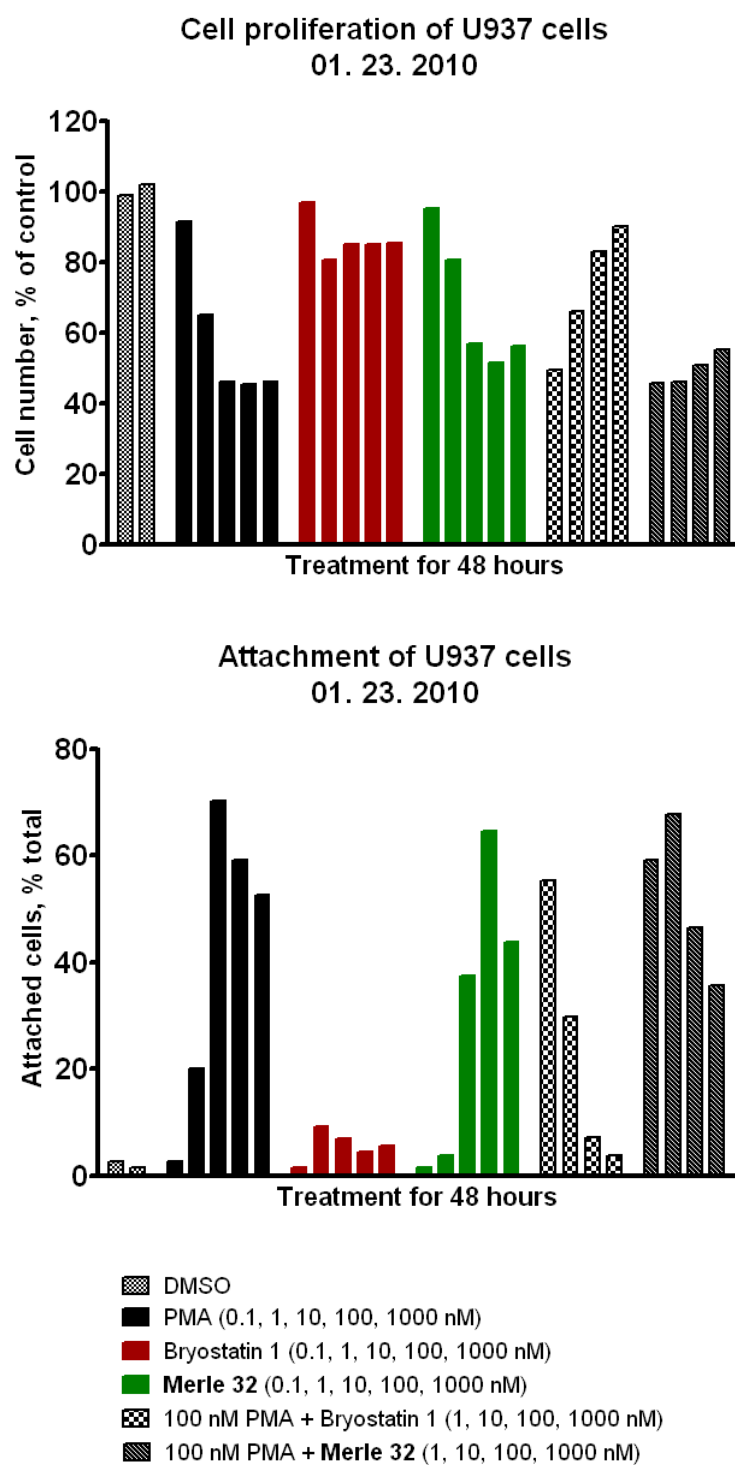 Cell proliferation of U937 cells
01. 23. 2010
Cell number, % of control
120
100
80
60
40
20
0
Treatment for 48 hours
Attachment of U937 cells
01. 23. 2010
Attached cells, % total
80
60
40
20
0
Treatment for 48 hours
DMSO
PMA (0.1, 1, 10, 100, 1000 nM)
Bryostatin 1 (0.1, 1, 10, 100, 1000 nM)
Merle 32 (0.1, 1, 10, 100, 1000 nM)
100 nM PMA + Bryostatin 1 (1, 10, 100, 1000 nM)
100 nM PMA + Merle 32 (1, 10, 100, 1000 nM)